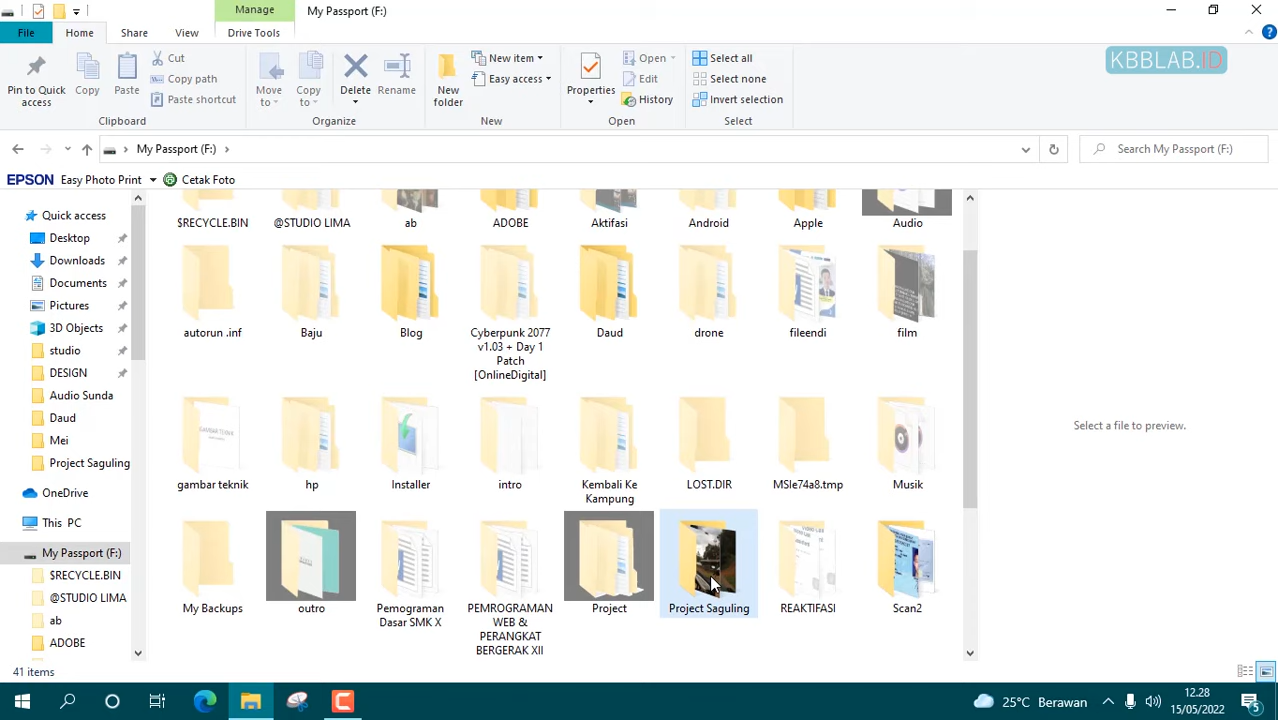 Manage
My Passport (F:)
File
Home
Share
View
Drive Tools
KBBLAB.ID
Pin to Quick
access
Copy
Paste
Cut
Copy path
Paste shortcut
Clipboard
Move
to
Copy
to
Delete
Rename
Organize
New
folder
New item
Easy access
New
Properties
Open
Edit
History
Open
Select all
Select none
Invert selection
Select
My Passport (F:)
Search My Passport (F:)
EPSON Easy Photo Print
Cetak Foto
Quick access
Desktop
Downloads
Documents
Pictures
3D Objects
studio
DESIGN
Audio Sunda
Daud
Mei
Project Saguling
OneDrive
This PC
My Passport (F:)
$RECYCLE.BIN
@STUDIO LIMA
ab
ADOBE
$RECYCLE.BIN
@STUDIO LIMA
ab
ADOBE
Aktifasi
Android
Apple
Audio
autorun .inf
Baju
Blog
Cyberpunk 2077
v1.03 + Day 1
Patch
[OnlineDigital]
Daud
drone
fileendi
film
gambar teknik
hp
Installer
intro
Kembali Ke
Kampung
LOST.DIR
MSIe74a8.tmp
Musik
My Backups
outro
Pemograman
Dasar SMK X
PEMROGRAMAN
WEB &
PERANGKAT
BERGERAK XII
Project
Project Saguling
REAKTIFASI
Scan2
Select a file to preview.
41 items
25°C Berawan
12.28
15/05/2022
5